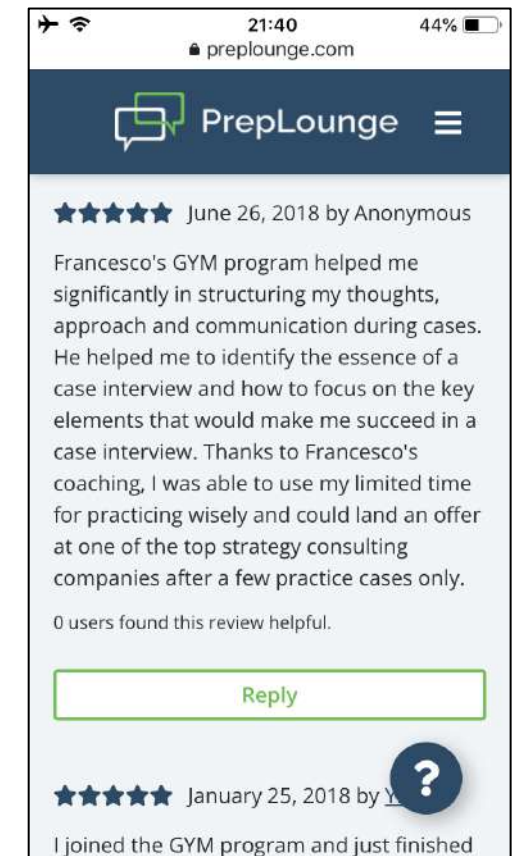 21:40
44%
preplounge.com
PrepLounge
June 26, 2018 by Anonymous
Francesco's GYM program helped me
significantly in structuring my thoughts,
approach and communication during cases.
He helped me to identify the essence of a
case interview and how to focus on the key
elements that would make me succeed in a
case interview. Thanks to Francesco's
coaching, I was able to use my limited time
for practicing wisely and could land an offer
at one of the top strategy consulting
companies after a few practice cases only.
0 users found this review helpful.
Reply
?
January 25, 2018 by
I joined the GYM program and just finished